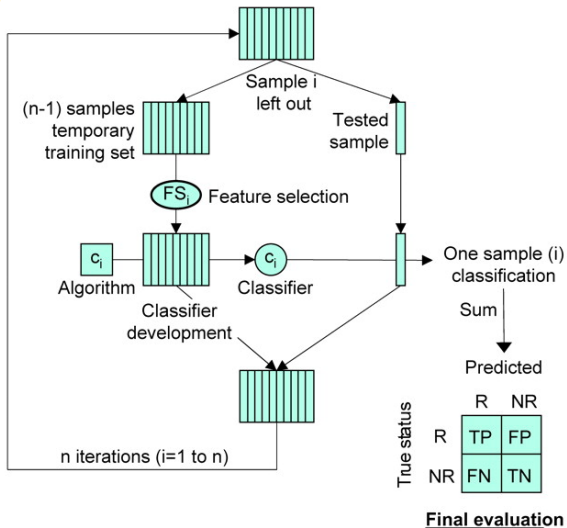 Sample i
left out
(n-1) samples
temporary
training set
Tested
sample
FSi
Feature selection
ci
Algorithm
ci
Classifier
One sample (i)
classification
Classifier
development
Sum
Predicted
R NR
True status
R TP FP
NR FN TN
n iterations (i=1 to n)
Final evaluation